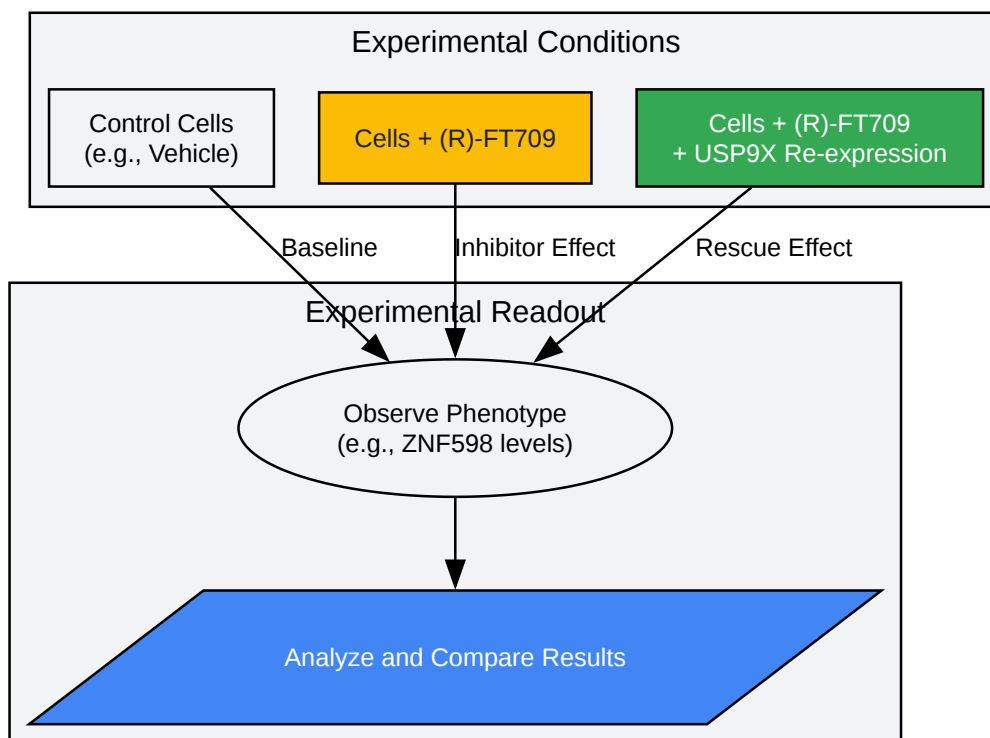 Experimental Conditions
Control Cells
(e.g., Vehicle)
Cells + (R)-FT709
Cells + (R)-FT709
+ USP9X Re-expression
Baseline
Inhibitor Effect
Rescue Effect
Experimental Readout
Observe Phenotype
(e.g., ZNF598 levels)
Analyze and Compare Results